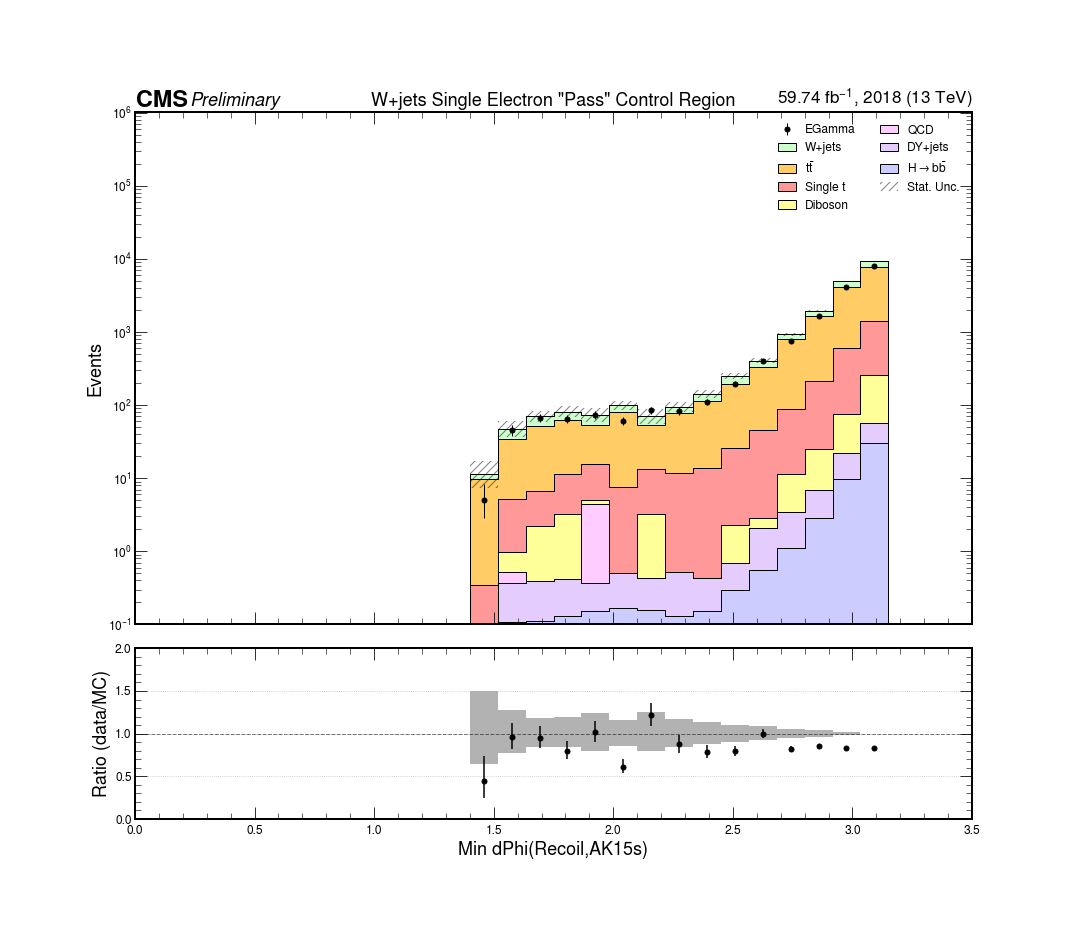 CMS Preliminary W+jets Single Electron "Pass" Control Region 59.74 fb⁻¹, 2018 (13 TeV)
10⁶
10⁵
10⁴
10³
10²
10¹
10⁰
10⁻¹
Events
EGamma
W+jets
tt̄
Single t
Diboson
QCD
DY+jets
H→bb̄
Stat. Unc.
2.0
1.5
1.0
0.5
0.0
Ratio (data/MC)
0.0 0.5 1.0 1.5 2.0 2.5 3.0 3.5
Min dPhi(Recoil,AK15s)